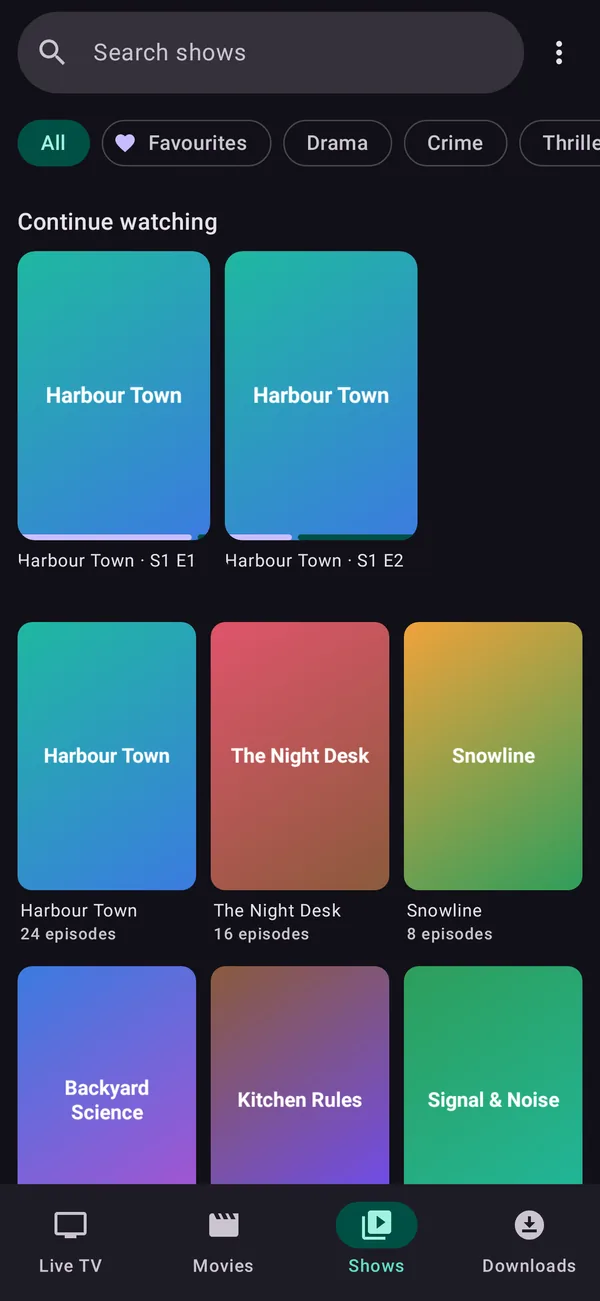 Search shows
All
Favourites
Drama
Crime
Thrille
Continue watching
Harbour Town
Harbour Town
Harbour Town · S1 E1
Harbour Town · S1 E2
Harbour Town
The Night Desk
Snowline
Harbour Town
The Night Desk
Snowline
24 episodes
16 episodes
8 episodes
Backyard
Science
Kitchen Rules
Signal & Noise
Live TV
Movies
Shows
Downloads